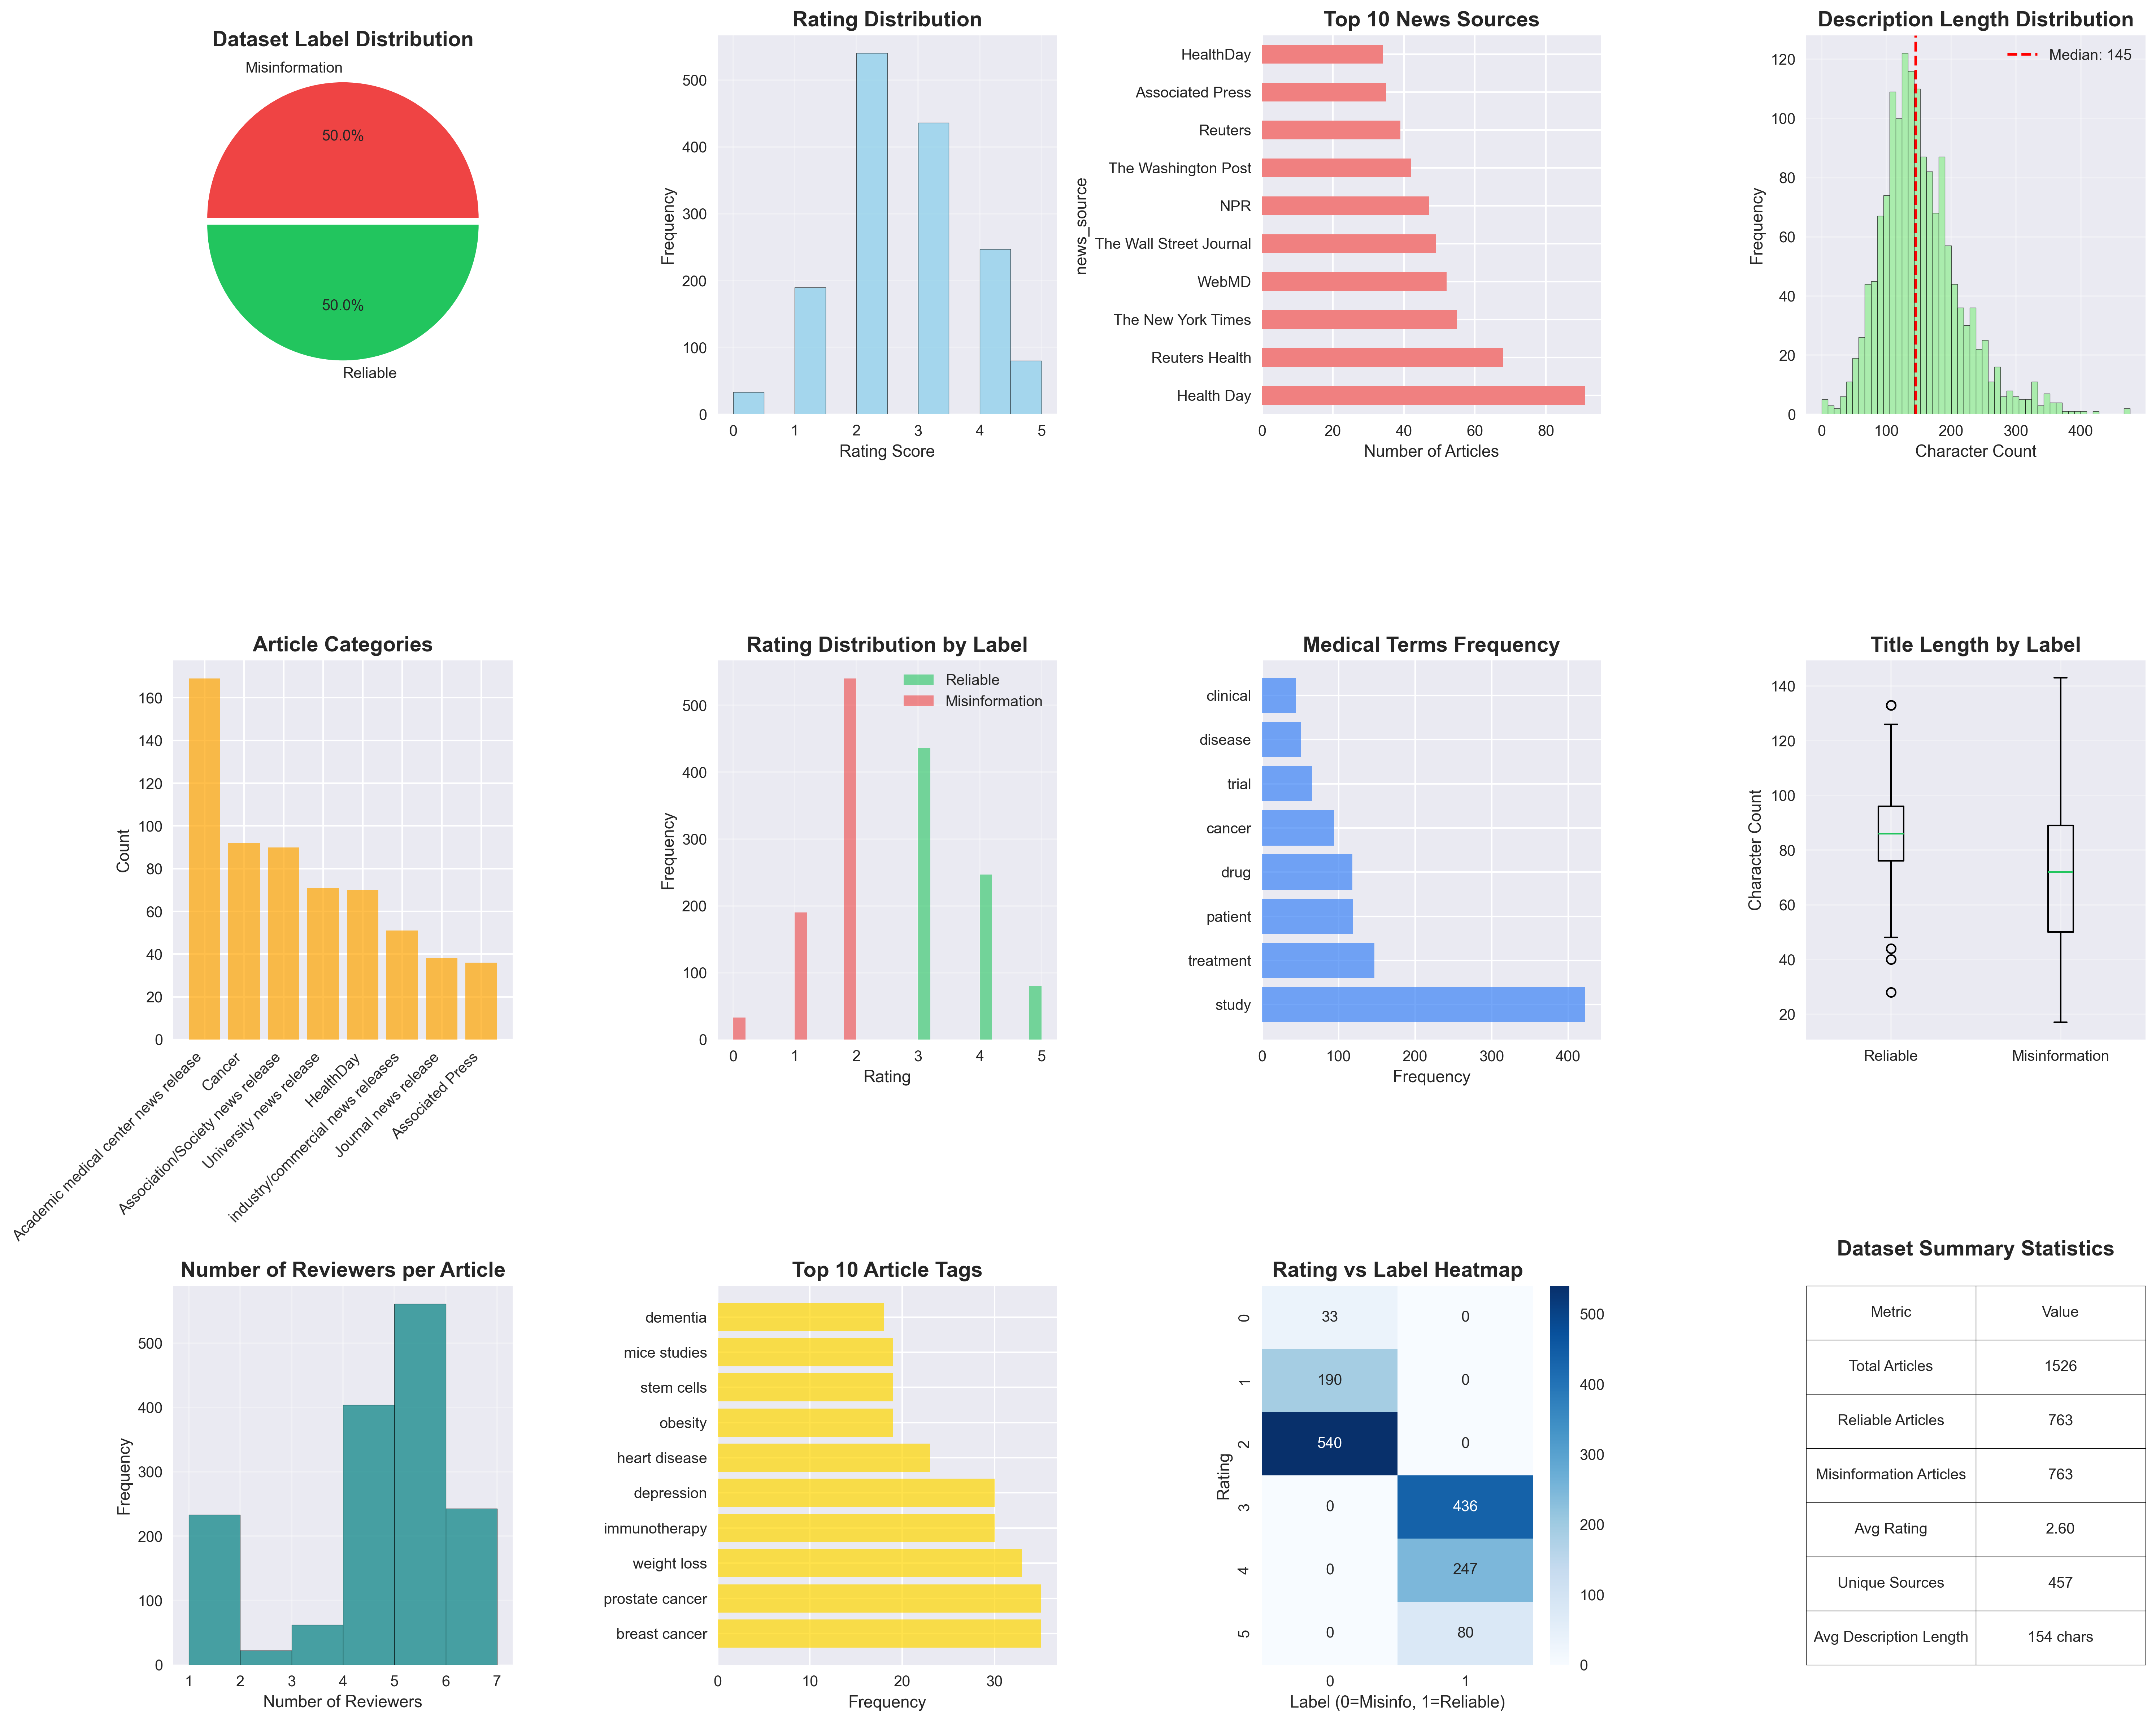 Dataset Label Distribution
Misinformation
50.0%
50.0%
Reliable
Rating Distribution
Frequency
500
400
300
200
100
0
0 1 2 3 4 5
Rating Score
Top 10 News Sources
news_source
HealthDay
Associated Press
Reuters
The Washington Post
NPR
The Wall Street Journal
WebMD
The New York Times
Reuters Health
Health Day
0 20 40 60 80
Number of Articles
Description Length Distribution
Median: 145
Frequency
120
100
80
60
40
20
0
0 100 200 300 400
Character Count
Article Categories
Count
160
140
120
100
80
60
40
20
0
Academic medical center news release
Cancer
Association/Society news release
University news release
HealthDay
industry/commercial news releases
Journal news release
Associated Press
Rating Distribution by Label
Reliable
Misinformation
Frequency
500
400
300
200
100
0
0 1 2 3 4 5
Rating
Medical Terms Frequency
clinical
disease
trial
cancer
drug
patient
treatment
study
0 100 200 300 400
Frequency
Title Length by Label
Character Count
140
120
100
80
60
40
20
Reliable Misinformation
Number of Reviewers per Article
Frequency
500
400
300
200
100
0
1 2 3 4 5 6 7
Number of Reviewers
Top 10 Article Tags
dementia
mice studies
stem cells
obesity
heart disease
depression
immunotherapy
weight loss
prostate cancer
breast cancer
0 10 20 30
Frequency
Rating vs Label Heatmap
Rating
0 33 0
1 190 0
2 540 0
3 0 436
4 0 247
5 0 80
0 1
Label (0=Misinfo, 1=Reliable)
500
400
300
200
100
0
Dataset Summary Statistics
Metric Value
Total Articles 1526
Reliable Articles 763
Misinformation Articles 763
Avg Rating 2.60
Unique Sources 457
Avg Description Length 154 chars